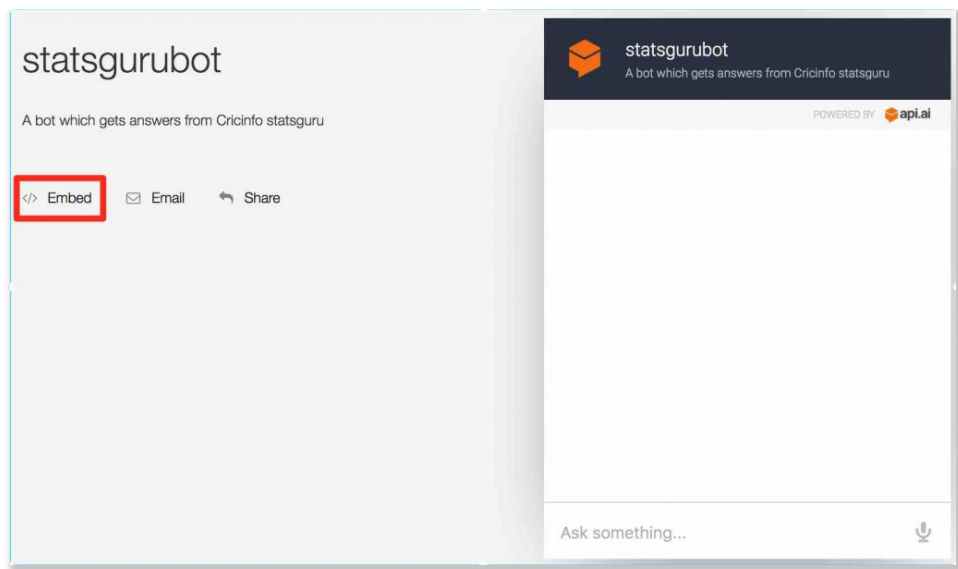 statsgurubot
A bot which gets answers from Cricinfo statsguru
</> Embed
Email
Share
statsgurubot
A bot which gets answers from Cricinfo statsguru
POWERED BY api.ai
Ask something...